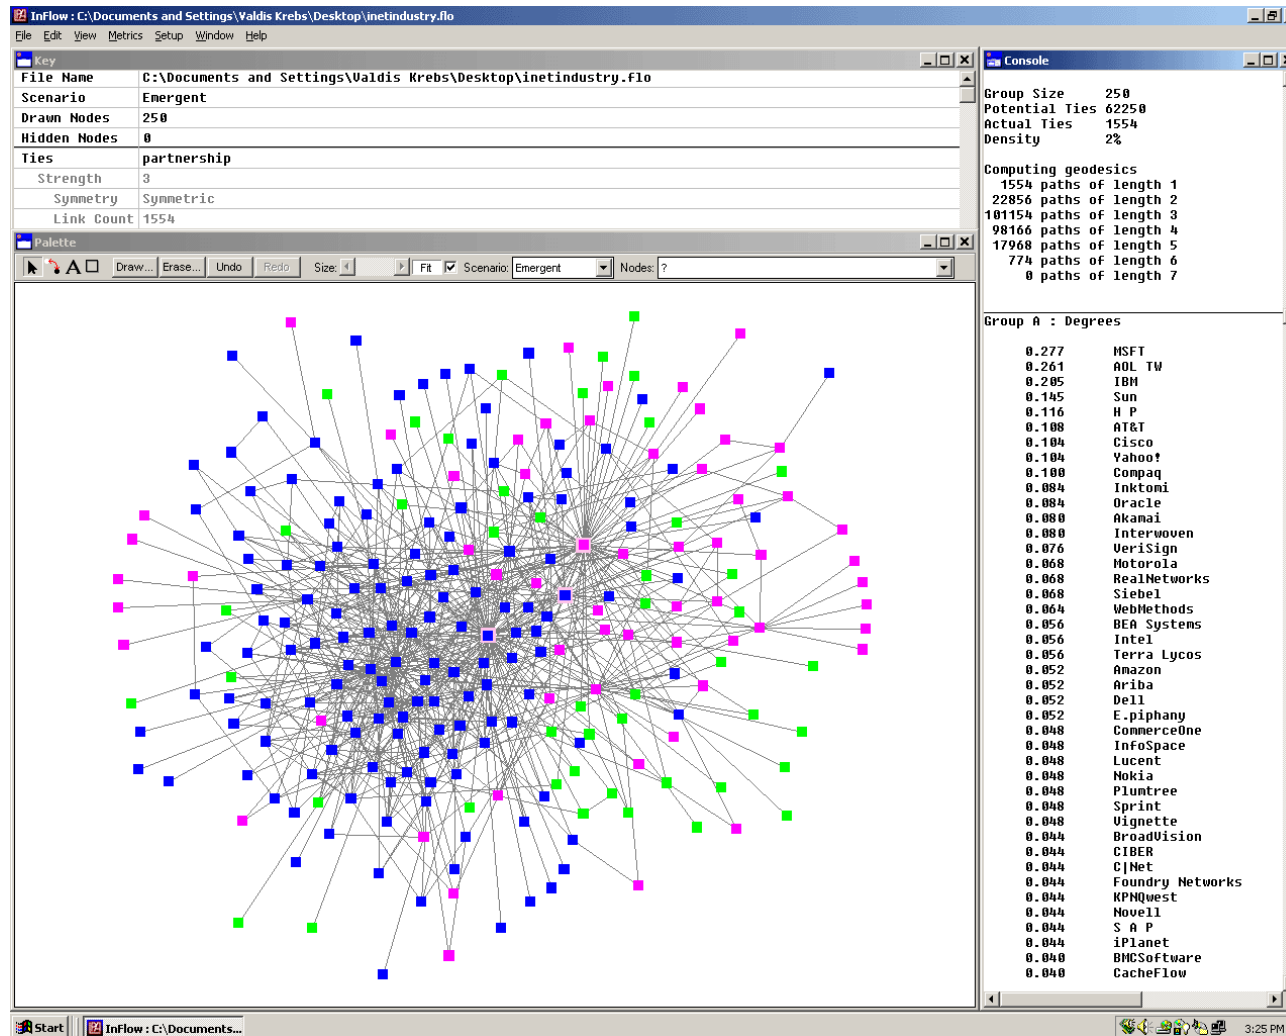 InFlow : C:\Documents and Settings\Valdis Krebs\Desktop\inetindustry.flo
File Edit View Metrics Setup Window Help
Key
File Name C:\Documents and Settings\Valdis Krebs\Desktop\inetindustry.flo
Scenario Emergent
Drawn Nodes 250
Hidden Nodes 0
Ties partnership
Strength 3
Symmetry Symmetric
Link Count 1554
Palette
A Draw... Erase... Undo Redo Size: Fit Scenario: Emergent Nodes: ?
Console
Group Size 250
Potential Ties 62250
Actual Ties 1554
Density 2%
Computing geodesics
1554 paths of length 1
22856 paths of length 2
101154 paths of length 3
98166 paths of length 4
17968 paths of length 5
774 paths of length 6
0 paths of length 7
Group A : Degrees
0.277 MSFT
0.261 AOL TW
0.205 IBM
0.145 Sun
0.116 H P
0.108 AT&T
0.104 Cisco
0.104 Yahoo!
0.100 Compaq
0.084 Inktomi
0.084 Oracle
0.080 Akamai
0.080 Interwoven
0.076 VeriSign
0.068 Motorola
0.068 RealNetworks
0.068 Siebel
0.064 WebMethods
0.056 BEA Systems
0.056 Intel
0.056 Terra Lycos
0.052 Amazon
0.052 Ariba
0.052 Dell
0.052 E.piphany
0.048 CommerceOne
0.048 InfoSpace
0.048 Lucent
0.048 Nokia
0.048 Plumtree
0.048 Sprint
0.048 Vignette
0.044 BroadVision
0.044 CIBER
0.044 C|Net
0.044 Foundry Networks
0.044 KPNQwest
0.044 Novell
0.044 S A P
0.044 iPlanet
0.040 BMCSoftware
0.040 CacheFlow
Start InFlow : C:\Documents... 3:25 PM